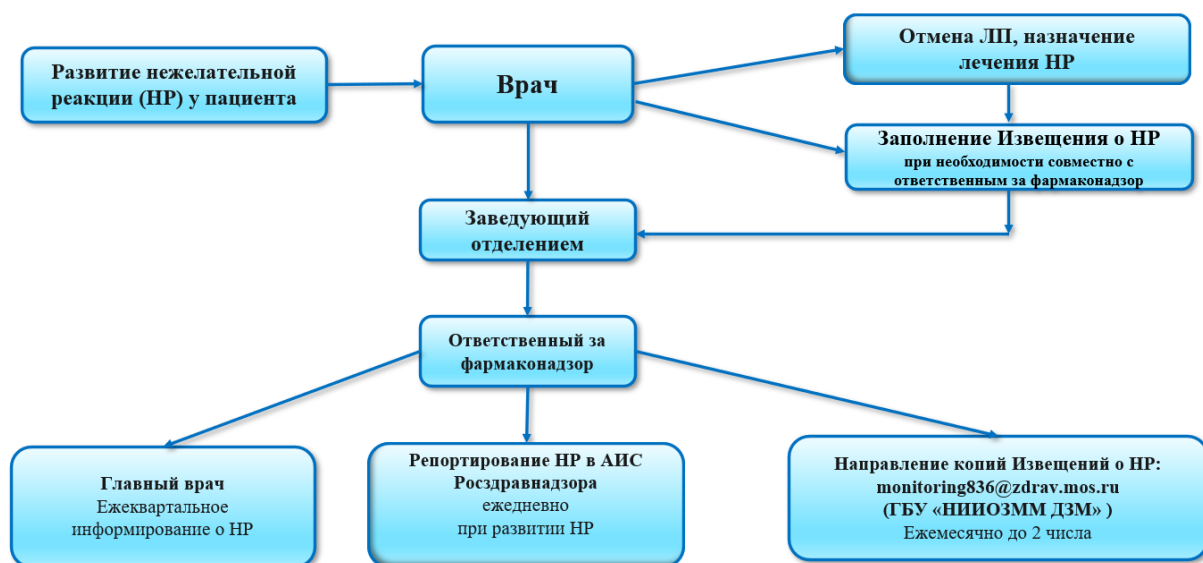 Развитие нежелательной
реакции (НР) у пациента
Врач
Отмена ЛП, назначение
лечения НР
Заполнение Извещения о НР
при необходимости совместно с
ответственным за фармаконадзор
Заведующий
отделением
Ответственный за
фармаконадзор
Главный врач
Ежеквартальное
информирование о НР
Репортирование НР в АИС
Росздравнадзора
ежедневно
при развитии НР
Направление копий Извещений о НР:
monitoring836@zdrav.mos.ru
(ГБУ «НИИОЗММ ДЗМ» )
Ежемесячно до 2 числа